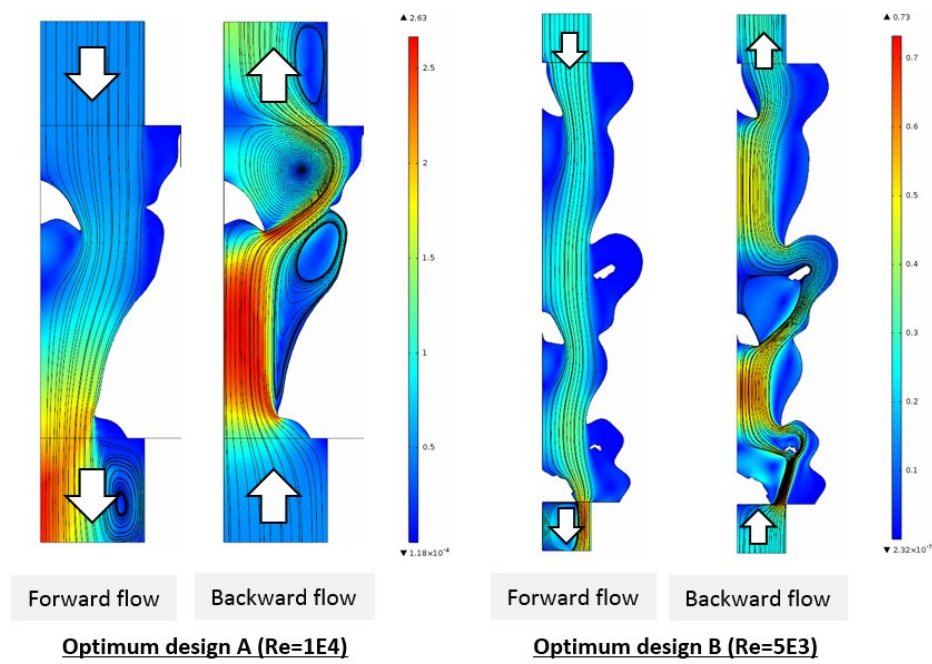 ▲ 2.63
2.5
2
1.5
1
0.5
▼ 1.18×10⁻⁶
▲ 0.73
0.7
0.6
0.5
0.4
0.3
0.2
0.1
▼ 2.32×10⁻⁷
Forward flow
Backward flow
Forward flow
Backward flow
Optimum design A (Re=1E4)
Optimum design B (Re=5E3)